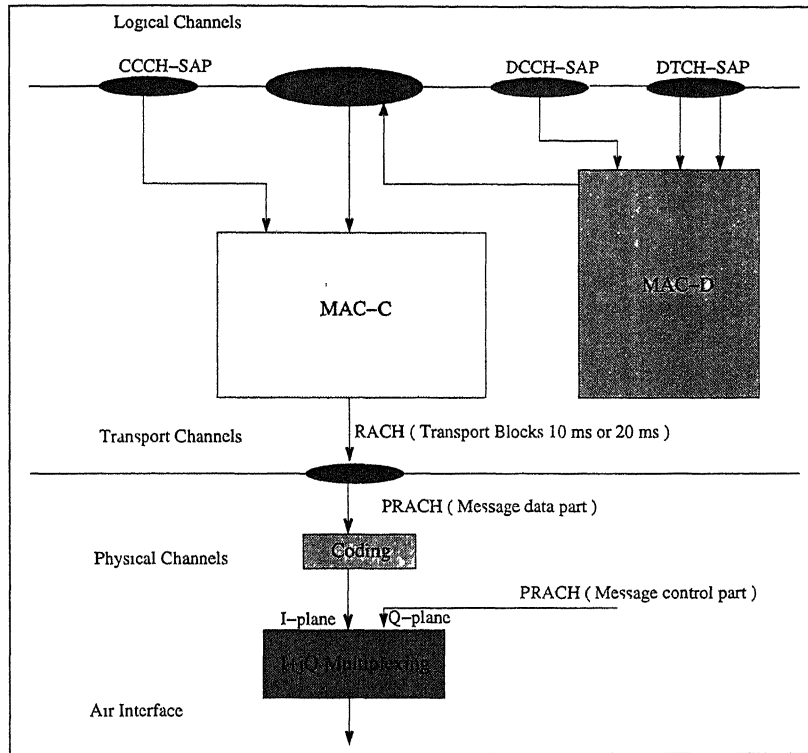 Logical Channels
CCCH-SAP
DCCH-SAP
DTCH-SAP
MAC-C
MAC-D
Transport Channels
RACH ( Transport Blocks 10 ms or 20 ms )
PRACH ( Message data part )
Physical Channels
Coding
PRACH ( Message control part )
I-plane
Q-plane
Multiplexing
Air Interface